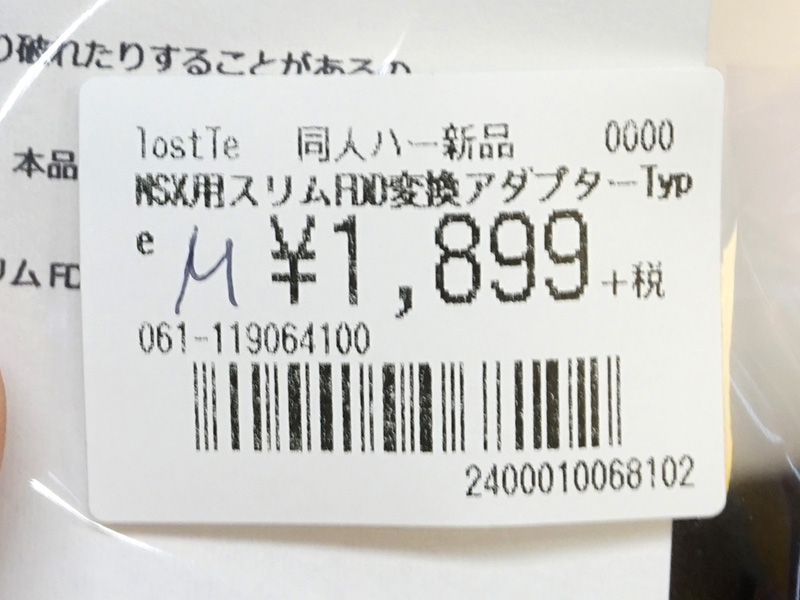 り破れたりすることがあるの
本品
lostTe 同人ハー新品 0000
MSX用スリムFDD変換アダプターTyp
e M ¥1,899+税
リムFD
061-119064100
2400010068102